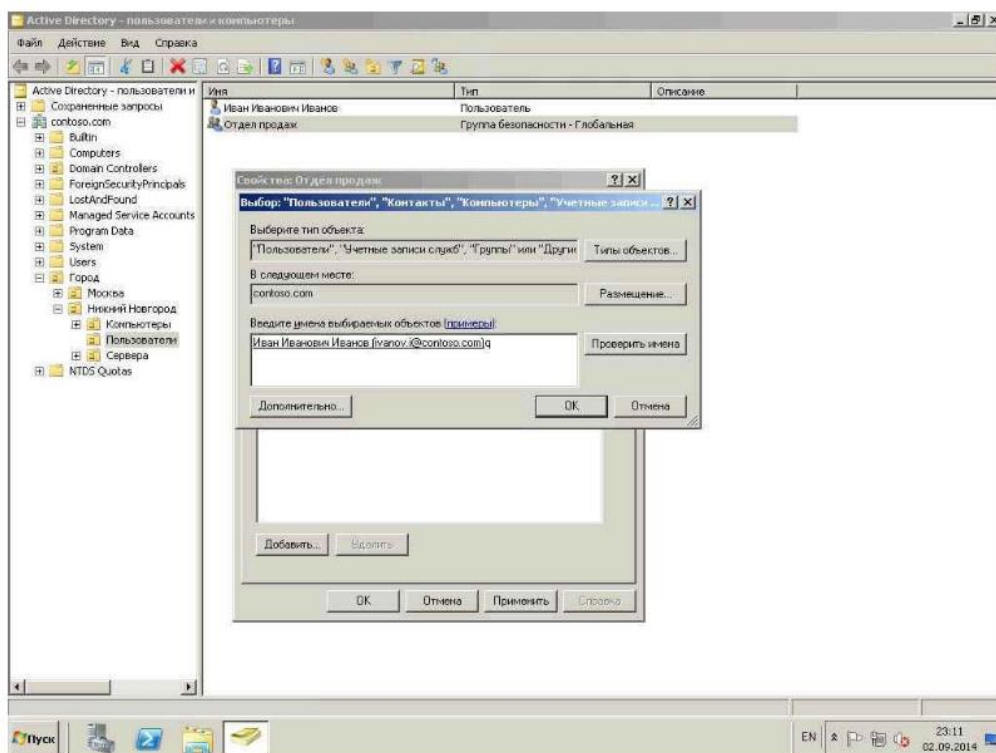 Active Directory - пользователи и компьютеры
Файл Действие Вид Справка
Active Directory - пользователи и
Сохраненные запросы
contoso.com
Builtin
Computers
Domain Controllers
ForeignSecurityPrincipals
LostAndFound
Managed Service Accounts
Program Data
System
Users
Город
Москва
Нижний Новгород
Компьютеры
Пользователи
Сервера
NTDS Quotas
Имя Тип Описание
Иван Иванович Иванов Пользователь
Отдел продаж Группа безопасности - Глобальная
Свойства: Отдел продаж
Выбор: "Пользователи", "Контакты", "Компьютеры", "Учетные записи ...
Выберите тип объекта:
"Пользователи", "Учетные записи служб", "Группы" или "Други
Типы объектов...
В следующем месте:
contoso.com
Размещение...
Введите имена выбираемых объектов (примеры):
Иван Иванович Иванов (ivanov.i@contoso.com)q
Проверить имена
Дополнительно... OK Отмена
Добавить... Удалить
OK Отмена Применить Справка
Пуск
EN
23:11
02.09.2014